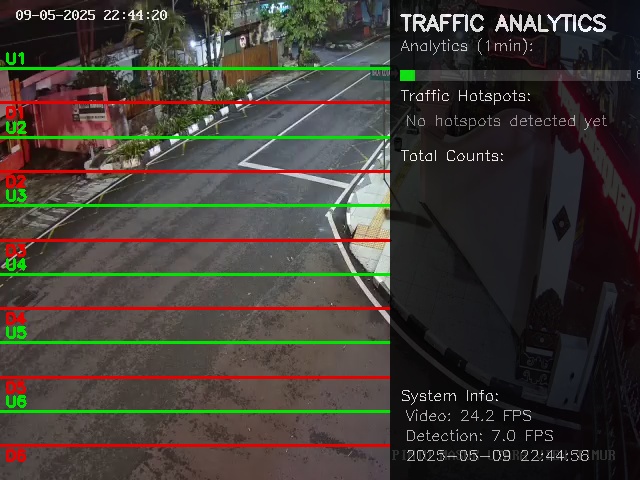 09-05-2025 22:44:20
U1
D1
U2
D2
U3
D3
U4
D4
U5
D5
U6
D6
TRAFFIC ANALYTICS
Analytics (1min):
6
Traffic Hotspots:
No hotspots detected yet
Total Counts:
System Info:
Video: 24.2 FPS
Detection: 7.0 FPS
2025-05-09 22:44:56